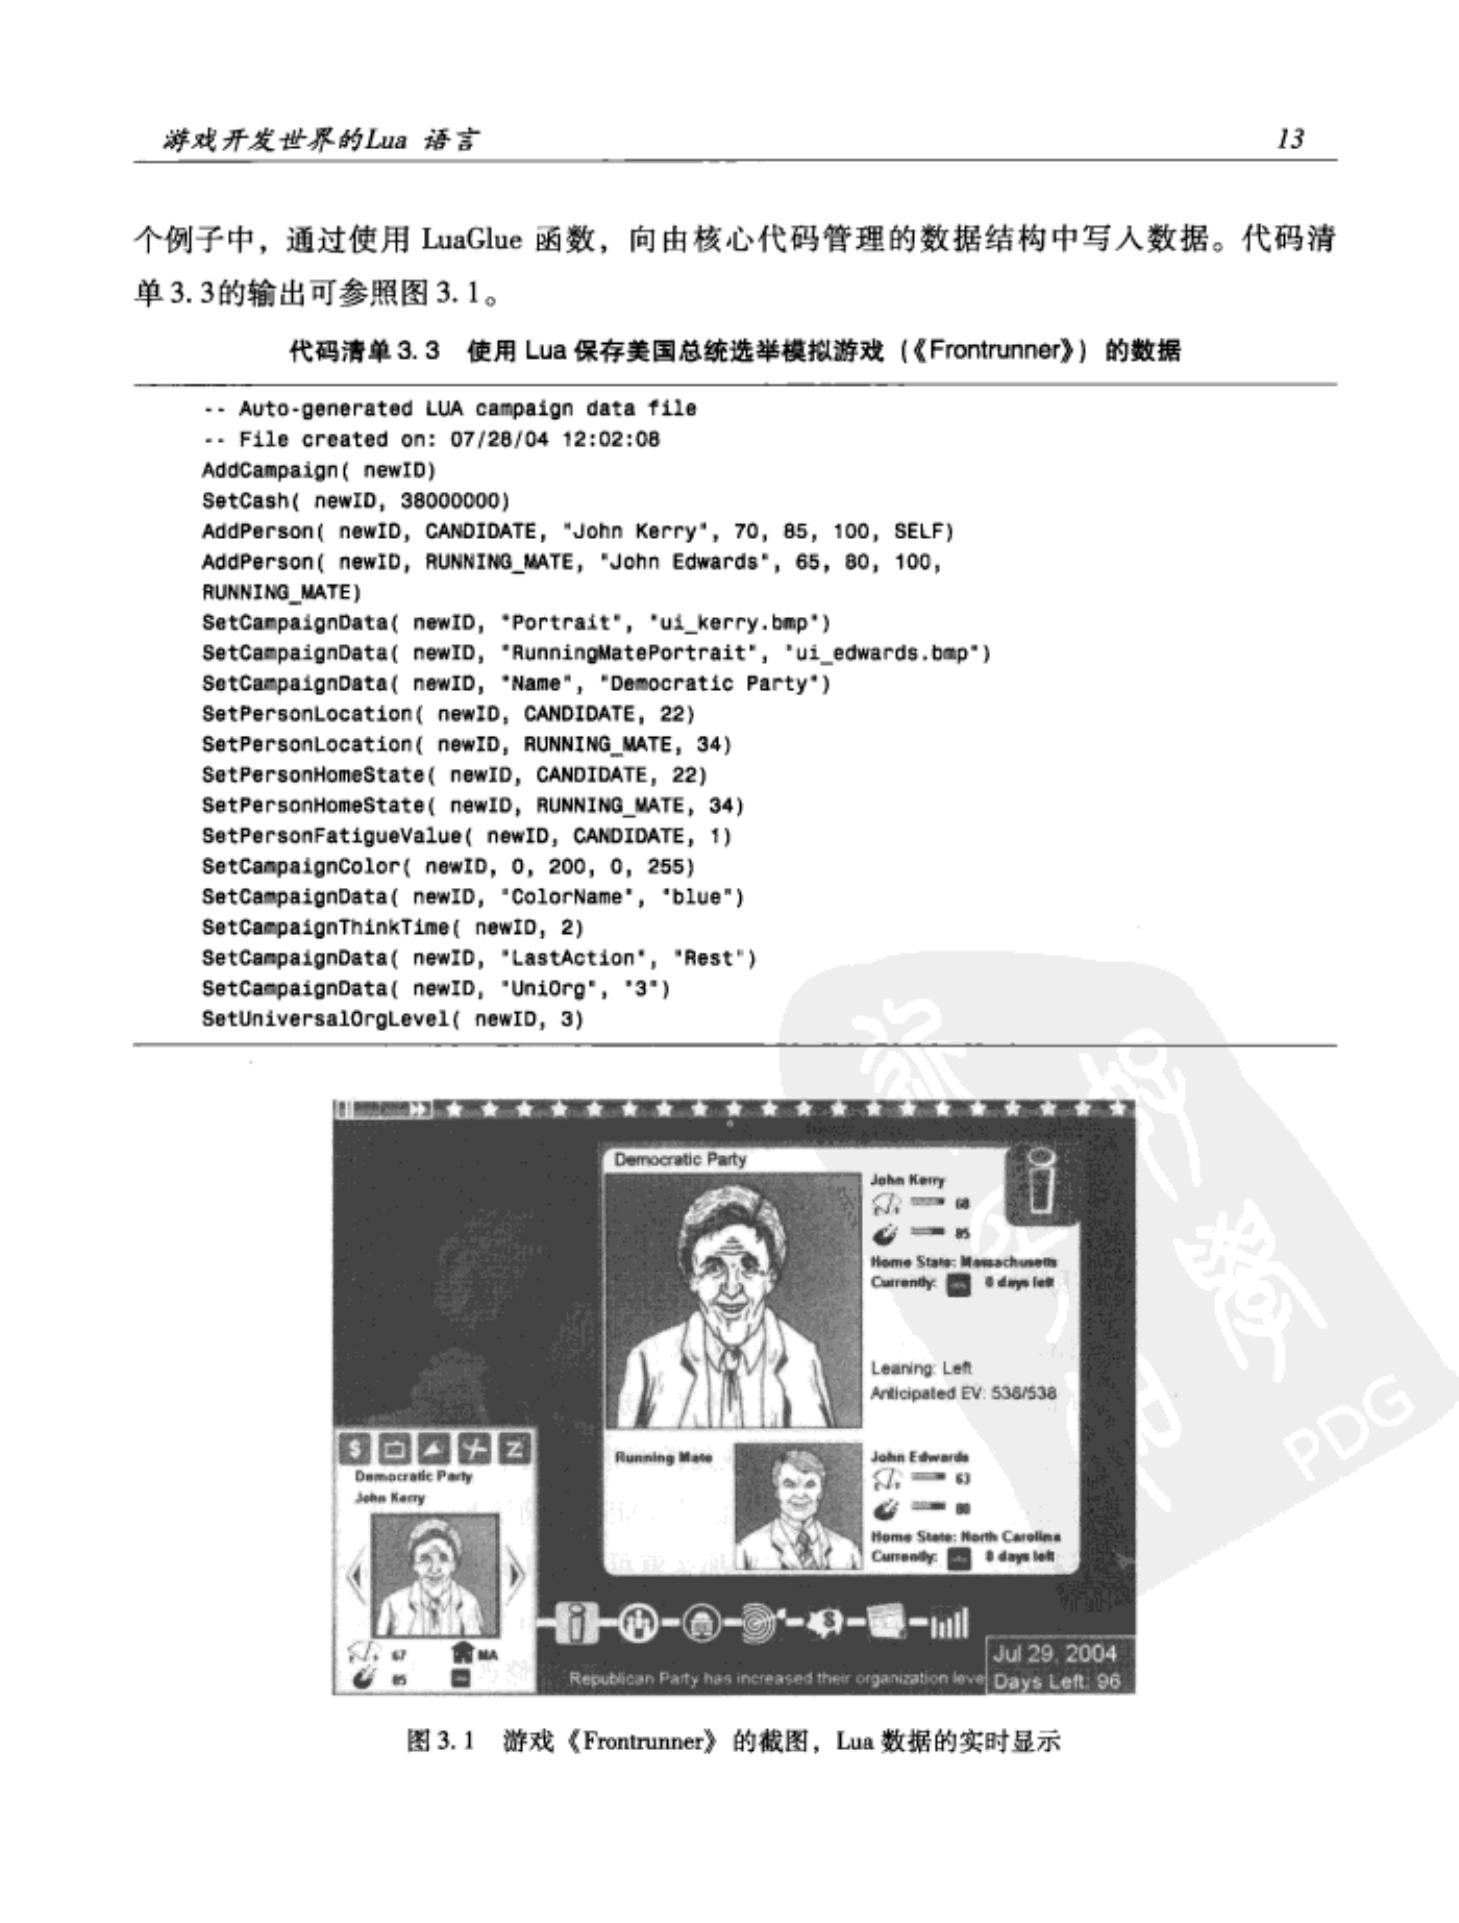 游戏开发世界的Lua 语言 13
个例子中，通过使用 LuaGlue 函数，向由核心代码管理的数据结构中写入数据。代码清
单3.3的输出可参照图3.1。
代码清单3.3 使用 Lua 保存美国总统选举模拟游戏（《Frontrunner》）的数据
-- Auto-generated LUA campaign data file
-- File created on: 07/28/04 12:02:08
AddCampaign( newID)
SetCash( newID, 38000000)
AddPerson( newID, CANDIDATE, "John Kerry", 70, 85, 100, SELF)
AddPerson( newID, RUNNING_MATE, "John Edwards", 65, 80, 100,
RUNNING_MATE)
SetCampaignData( newID, "Portrait", "ui_kerry.bmp")
SetCampaignData( newID, "RunningMatePortrait", "ui_edwards.bmp")
SetCampaignData( newID, "Name", "Democratic Party")
SetPersonLocation( newID, CANDIDATE, 22)
SetPersonLocation( newID, RUNNING_MATE, 34)
SetPersonHomeState( newID, CANDIDATE, 22)
SetPersonHomeState( newID, RUNNING_MATE, 34)
SetPersonFatigueValue( newID, CANDIDATE, 1)
SetCampaignColor( newID, 0, 200, 0, 255)
SetCampaignData( newID, "ColorName", "blue")
SetCampaignThinkTime( newID, 2)
SetCampaignData( newID, "LastAction", "Rest")
SetCampaignData( newID, "UniOrg", "3")
SetUniversalOrgLevel( newID, 3)
Democratic Party
John Kerry
68
85
Home State: Massachusetts
Currently: 0 days left
Leaning: Left
Anticipated EV: 538/538
Running Mate
John Edwards
63
80
Home State: North Carolina
Currently: 0 days left
$ Z
Democratic Party
John Kerry
67 MA
85
Republican Party has increased their organization leve
Jul 29, 2004
Days Left: 96
PDG
图3.1 游戏《Frontrunner》的截图，Lua 数据的实时显示